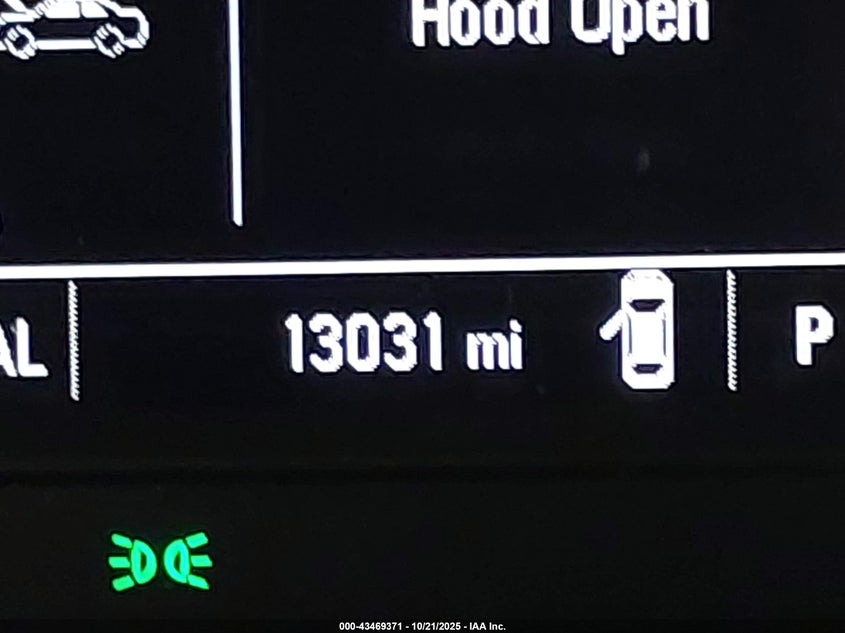 Hood Open
AL
13031 mi
P
000-43469371 - 10/21/2025 - IAA Inc.